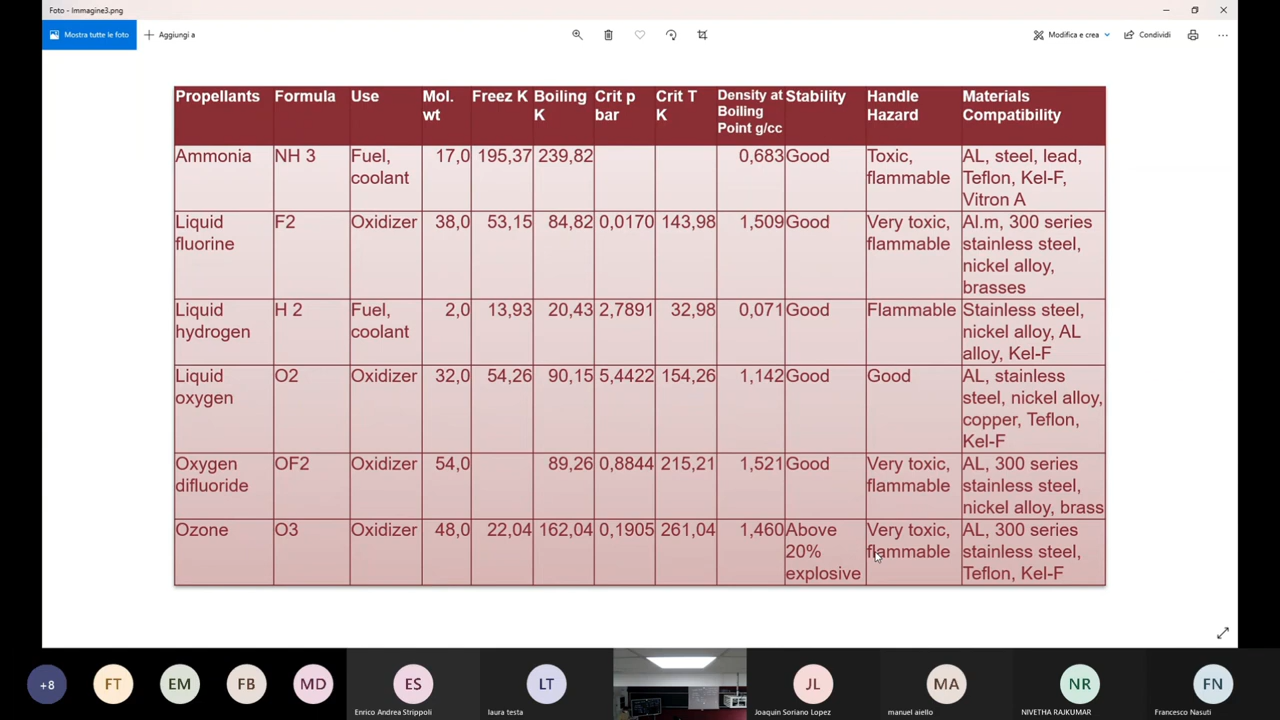 Foto - Immagine3.png
Mostra tutte le foto
Aggiungi a
Modifica e crea
Condividi
Propellants Formula Use Mol. wt Freez K Boiling K Crit p bar Crit T K Density at Boiling Point g/cc Stability Handle Hazard Materials Compatibility
Ammonia NH 3 Fuel, coolant 17,0 195,37 239,82 0,683 Good Toxic, flammable AL, steel, lead, Teflon, Kel-F, Vitron A
Liquid fluorine F2 Oxidizer 38,0 53,15 84,82 0,0170 143,98 1,509 Good Very toxic, flammable Al.m, 300 series stainless steel, nickel alloy, brasses
Liquid hydrogen H 2 Fuel, coolant 2,0 13,93 20,43 2,7891 32,98 0,071 Good Flammable Stainless steel, nickel alloy, AL alloy, Kel-F
Liquid oxygen O2 Oxidizer 32,0 54,26 90,15 5,4422 154,26 1,142 Good Good AL, stainless steel, nickel alloy, copper, Teflon, Kel-F
Oxygen difluoride OF2 Oxidizer 54,0 89,26 0,8844 215,21 1,521 Good Very toxic, flammable AL, 300 series stainless steel, nickel alloy, brass
Ozone O3 Oxidizer 48,0 22,04 162,04 0,1905 261,04 1,460 Above 20% explosive Very toxic, flammable AL, 300 series stainless steel, Teflon, Kel-F
+8
FT
EM
FB
MD
ES
LT
JL
MA
NR
FN
Enrico Andrea Strippoli
laura testa
Joaquin Soriano Lopez
manuel aiello
NIVETHA RAJKUMAR
Francesco Nasuti